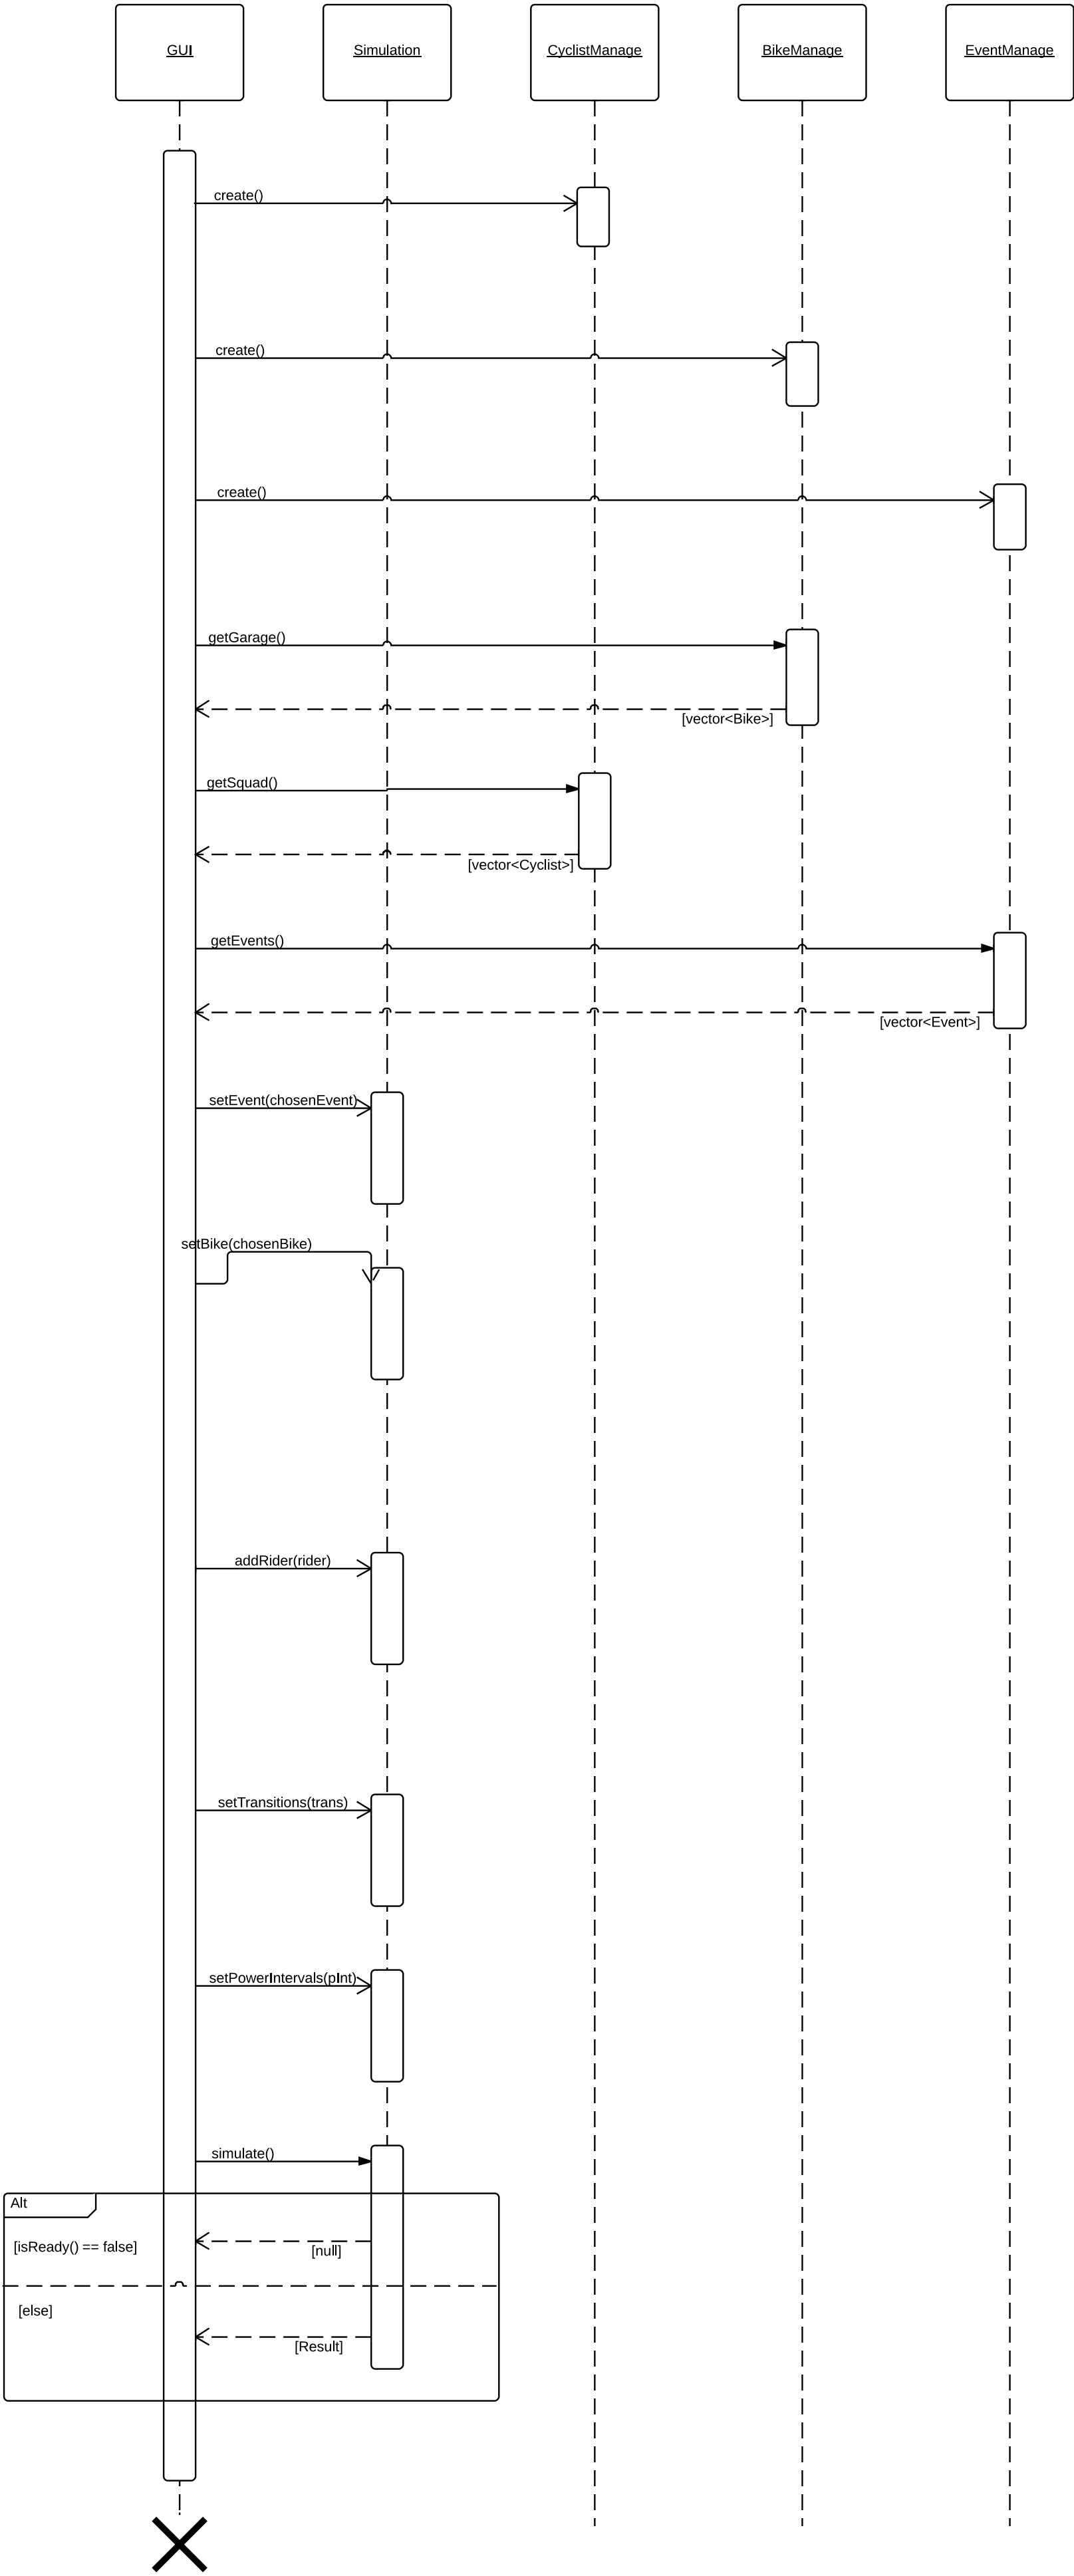 GUI
Simulation
CyclistManage
BikeManage
EventManage
create()
create()
create()
getGarage()
[vector<Bike>]
getSquad()
[vector<Cyclist>]
getEvents()
[vector<Event>]
setEvent(chosenEvent)
setBike(chosenBike)
addRider(rider)
setTransitions(trans)
setPowerIntervals(pInt)
simulate()
Alt
[isReady() == false]
[null]
[else]
[Result]